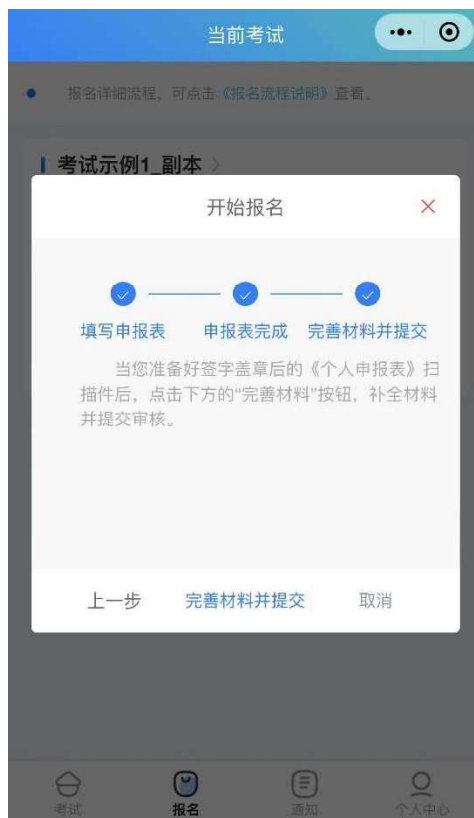 当前考试
报名详细流程，可点击《报名流程说明》查看。
考试示例1_副本 >
开始报名
填写申报表 申报表完成 完善材料并提交
当您准备好签字盖章后的《个人申报表》扫
描件后，点击下方的“完善材料”按钮，补全材料
并提交审核。
上一步 完善材料并提交 取消
考试 报名 通知 个人中心